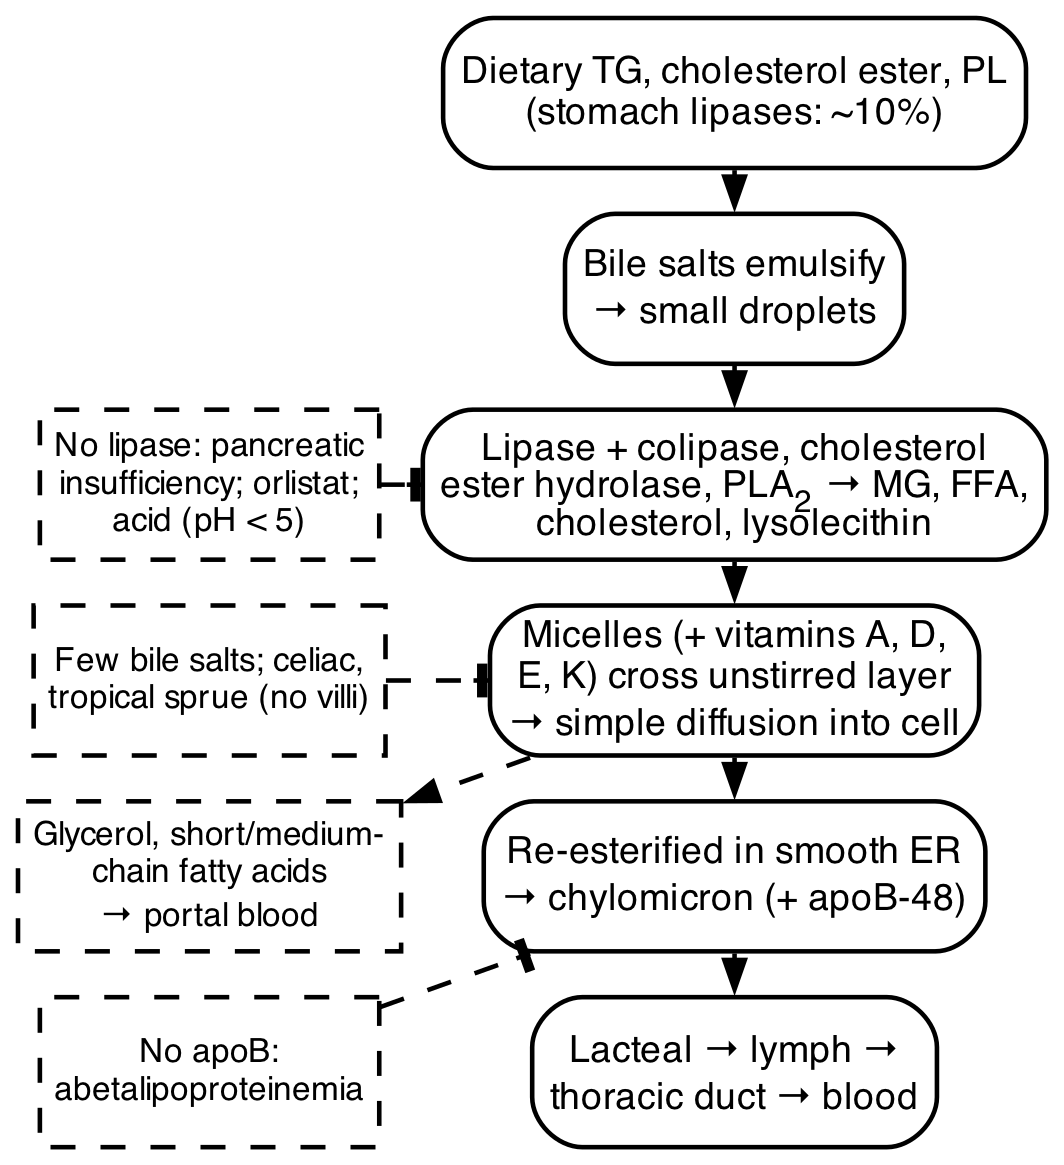 Dietary TG, cholesterol ester, PL
(stomach lipases: ~10%)
Bile salts emulsify
→ small droplets
No lipase: pancreatic
insufficiency; orlistat;
acid (pH < 5)
Lipase + colipase, cholesterol
ester hydrolase, PLA₂ → MG, FFA,
cholesterol, lysolecithin
Few bile salts; celiac,
tropical sprue (no villi)
Micelles (+ vitamins A, D,
E, K) cross unstirred layer
→ simple diffusion into cell
Glycerol, short/medium-
chain fatty acids
→ portal blood
Re-esterified in smooth ER
→ chylomicron (+ apoB-48)
No apoB:
abetalipoproteinemia
Lacteal → lymph →
thoracic duct → blood